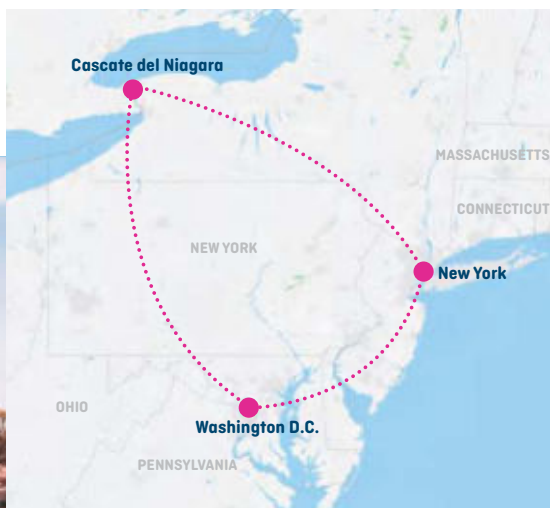 Cascate del Niagara
MASSACHUSETTS
CONNECTICUT
NEW YORK
New York
OHIO
Washington D.C.
PENNSYLVANIA